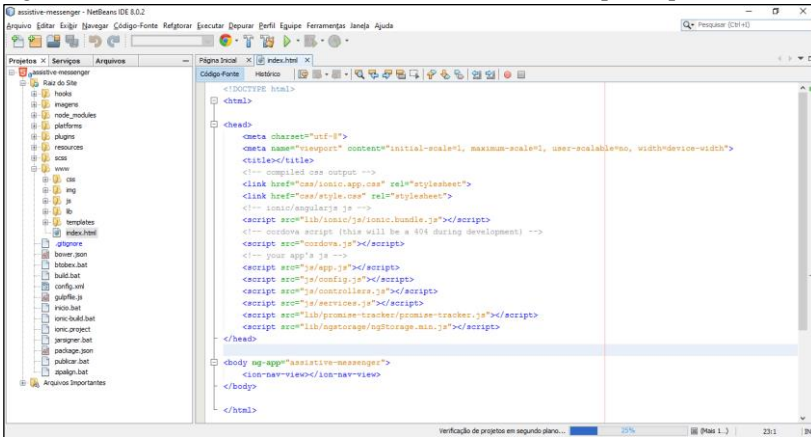 assistive-messenger - NetBeans IDE 8.0.2
Arquivo Editar Exibir Navegar Código-Fonte Refatorar Executar Depurar Perfil Equipe Ferramentas Janela Ajuda
Pesquisar (Ctrl+I)
Projetos Serviços Arquivos
Página Inicial index.html
Código-Fonte Histórico
assistive-messenger
Raiz do Site
hooks
imagens
node_modules
platforms
plugins
resources
scss
www
css
img
js
lib
templates
index.html
.gitignore
bower.json
btobex.bat
build.bat
config.xml
gulpfile.js
inicio.bat
ionic-build.bat
ionic.project
jarsigner.bat
package.json
publicar.bat
zipalign.bat
Arquivos Importantes
<!DOCTYPE html>
<html>
<head>
<meta charset="utf-8">
<meta name="viewport" content="initial-scale=1, maximum-scale=1, user-scalable=no, width=device-width">
<title></title>
<!-- compiled css output -->
<link href="css/ionic.app.css" rel="stylesheet">
<link href="css/style.css" rel="stylesheet">
<!-- ionic/angularjs js -->
<script src="lib/ionic/js/ionic.bundle.js"></script>
<!-- cordova script (this will be a 404 during development) -->
<script src="cordova.js"></script>
<!-- your app's js -->
<script src="js/app.js"></script>
<script src="js/config.js"></script>
<script src="js/controllers.js"></script>
<script src="js/services.js"></script>
<script src="lib/promise-tracker/promise-tracker.js"></script>
<script src="lib/ngstorage/ngStorage.min.js"></script>
</head>
<body ng-app="assistive-messenger">
<ion-nav-view></ion-nav-view>
</body>
</html>
Verificação de projetos em segundo plano... 25% (Mais 1...) 23:1